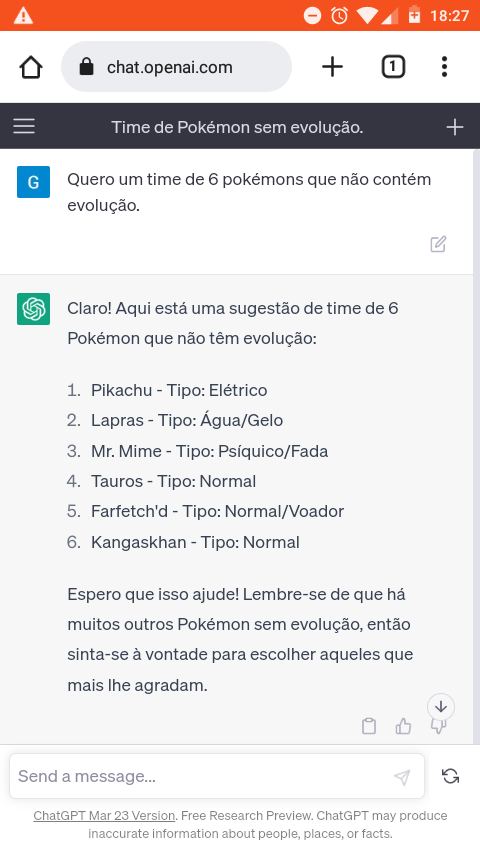 18:27
chat.openai.com
1
Time de Pokémon sem evolução.
G
Quero um time de 6 pokémons que não contém
evolução.
Claro! Aqui está uma sugestão de time de 6
Pokémon que não têm evolução:
1. Pikachu - Tipo: Elétrico
2. Lapras - Tipo: Água/Gelo
3. Mr. Mime - Tipo: Psíquico/Fada
4. Tauros - Tipo: Normal
5. Farfetch'd - Tipo: Normal/Voador
6. Kangaskhan - Tipo: Normal
Espero que isso ajude! Lembre-se de que há
muitos outros Pokémon sem evolução, então
sinta-se à vontade para escolher aqueles que
mais lhe agradam.
Send a message...
ChatGPT Mar 23 Version. Free Research Preview. ChatGPT may produce
inaccurate information about people, places, or facts.